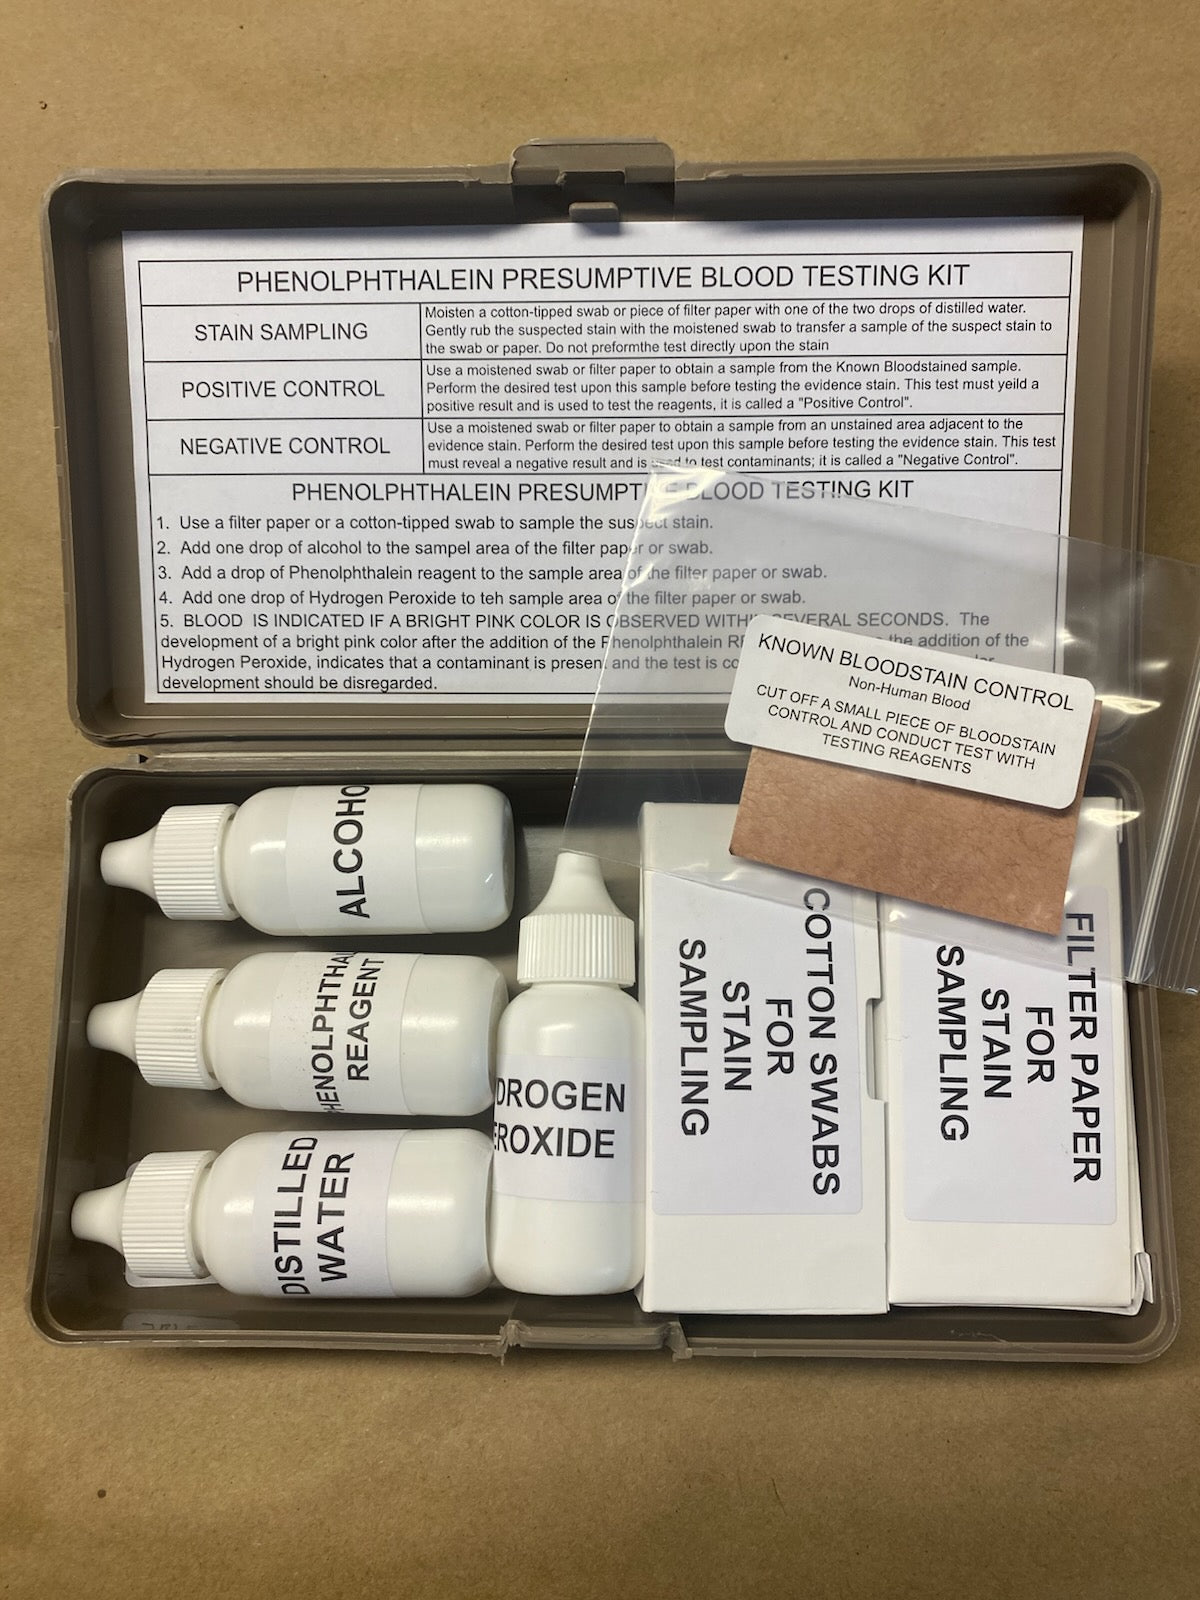 PHENOLPHTHALEIN PRESUMPTIVE BLOOD TESTING KIT
STAIN SAMPLING
Moisten a cotton-tipped swab or piece of filter paper with one of the two drops of distilled water.
Gently rub the suspected stain with the moistened swab to transfer a sample of the suspect stain to
the swab or paper. Do not preformthe test directly upon the stain
POSITIVE CONTROL
Use a moistened swab or filter paper to obtain a sample from the Known Bloodstained sample.
Perform the desired test upon this sample before testing the evidence stain. This test must yeild a
positive result and is used to test the reagents, it is called a "Positive Control".
NEGATIVE CONTROL
Use a moistened swab or filter paper to obtain a sample from an unstained area adjacent to the
evidence stain. Perform the desired test upon this sample before testing the evidence stain. This test
must reveal a negative result and is used to test contaminants; it is called a "Negative Control".
PHENOLPHTHALEIN PRESUMPTIVE BLOOD TESTING KIT
1. Use a filter paper or a cotton-tipped swab to sample the suspect stain.
2. Add one drop of alcohol to the sampel area of the filter paper or swab.
3. Add a drop of Phenolphthalein reagent to the sample area of the filter paper or swab.
4. Add one drop of Hydrogen Peroxide to teh sample area of the filter paper or swab.
5. BLOOD IS INDICATED IF A BRIGHT PINK COLOR IS OBSERVED WITHIN SEVERAL SECONDS. The
development of a bright pink color after the addition of the Phenolphthalein the addition of the
Hydrogen Peroxide, indicates that a contaminant is present and the test is
development should be disregarded.
KNOWN BLOODSTAIN CONTROL
Non-Human Blood
CUT OFF A SMALL PIECE OF BLOODSTAIN
CONTROL AND CONDUCT TEST WITH
TESTING REAGENTS
ALCOHO
PHENOLPHTHAL
REAGENT
DISTILLED
WATER
DROGEN
EROXIDE
COTTON SWABS
FOR
STAIN
SAMPLING
FILTER PAPER
FOR
STAIN
SAMPLING